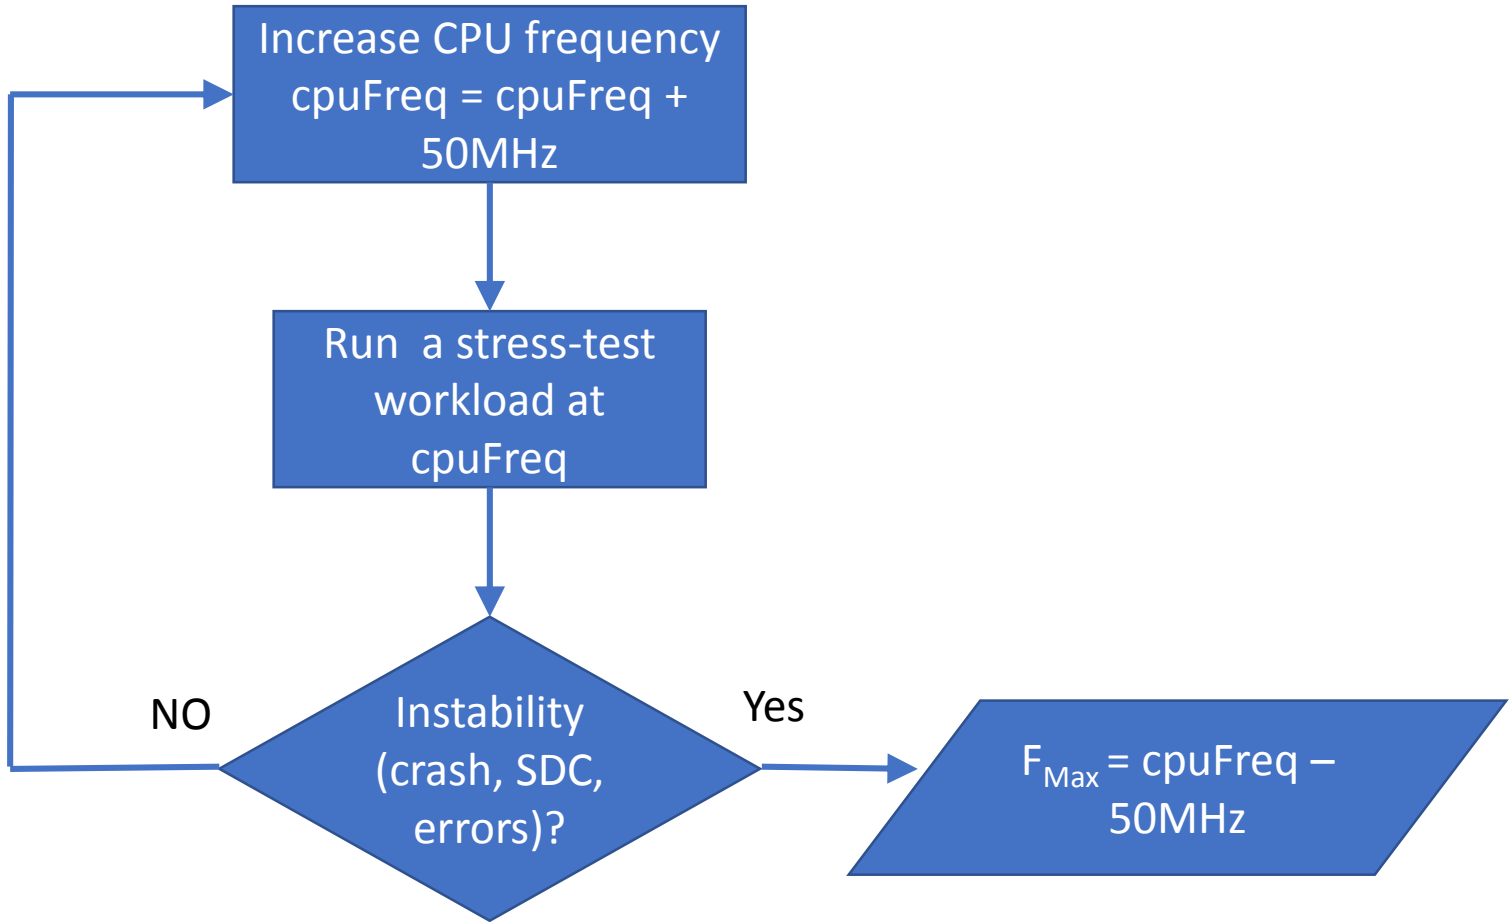 Increase CPU frequency
cpuFreq = cpuFreq +
50MHz
Run  a stress-test
workload at
cpuFreq
NO
Instability
(crash, SDC,
errors)?
Yes
FMax = cpuFreq –
50MHz